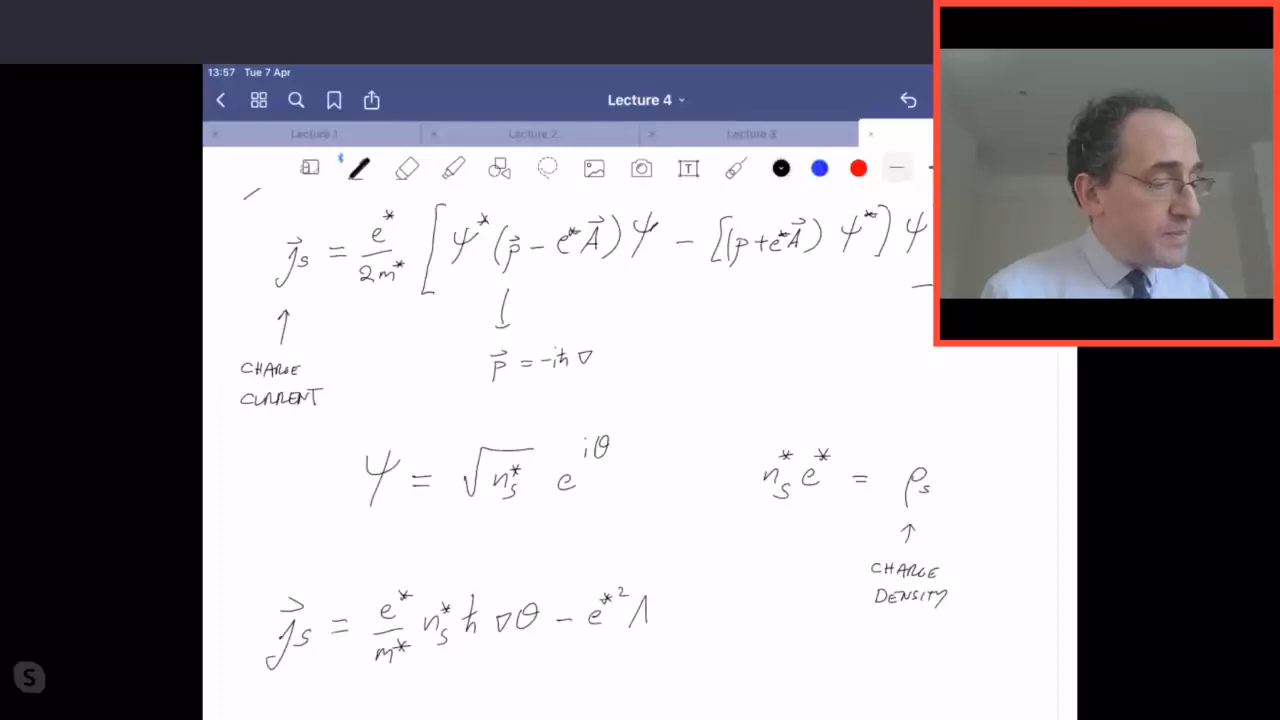 13:57 Tue 7 Apr
Lecture 4
Lecture 1
Lecture 2
Lecture 3
T
j⃗s = e*/2m* [ψ*(p⃗ − e*A⃗)ψ − [(p + e*A⃗) ψ*] ψ
↑
↓
CHARGE
CURRENT
p⃗ = −iħ∇
ψ = √ns* e^iθ
ns* e* = ρs
↑
CHARGE
DENSITY
j⃗s = e*/m* ns* ħ ∇θ − e*² Λ
S